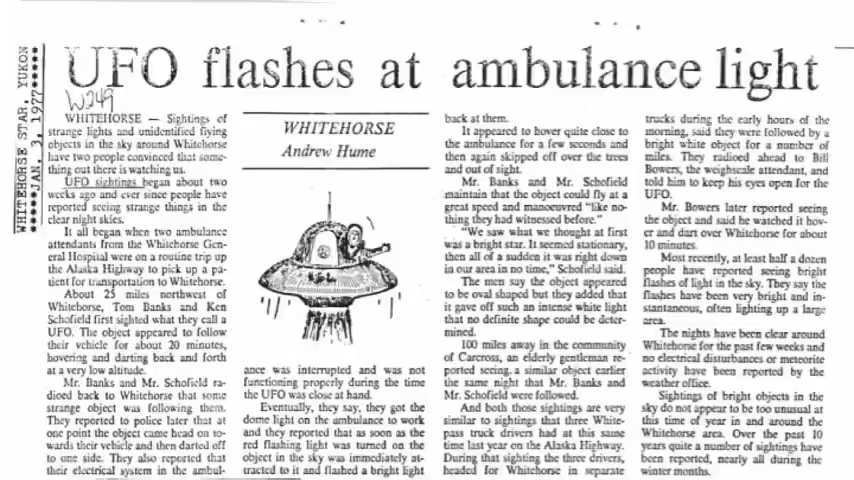 UFO flashes at ambulance light
WHITEHORSE STAR, YUKON
*****JAN. 3, 1977*****
W249
WHITEHORSE — Sightings of
strange lights and unidentified flying
objects in the sky around Whitehorse
have two people convinced that some-
thing out there is watching us.
UFO sightings began about two
weeks ago and ever since people have
reported seeing strange things in the
clear night skies.
It all began when two ambulance
attendants from the Whitehorse Gen-
eral Hospital were on a routine trip up
the Alaska Highway to pick up a pa-
tient for transportation to Whitehorse.
About 25 miles northwest of
Whitehorse, Tom Banks and Ken
Schofield first sighted what they call a
UFO. The object appeared to follow
their vehicle for about 20 minutes,
hovering and darting back and forth
at a very low altitude.
Mr. Banks and Mr. Schofield ra-
dioed back to Whitehorse that some
strange object was following them.
They reported to police later that at
one point the object came head on to-
wards their vehicle and then darted off
to one side. They also reported that
their electrical system in the ambul-
WHITEHORSE
Andrew Hume
ance was interrupted and was not
functioning properly during the time
the UFO was close at hand.
Eventually, they say, they got the
dome light on the ambulance to work
and they reported that as soon as the
red flashing light was turned on the
object in the sky was immediately at-
tracted to it and flashed a bright light
back at them.
It appeared to hover quite close to
the ambulance for a few seconds and
then again skipped off over the trees
and out of sight.
Mr. Banks and Mr. Schofield
maintain that the object could fly at a
great speed and manoeuvred "like no-
thing they had witnessed before."
"We saw what we thought at first
was a bright star. It seemed stationary,
then all of a sudden it was right down
in our area in no time," Schofield said.
The men say the object appeared
to be oval shaped but they added that
it gave off such an intense white light
that no definite shape could be deter-
mined.
100 miles away in the community
of Carcross, an elderly gentleman re-
ported seeing a similar object earlier
the same night that Mr. Banks and
Mr. Schofield were followed.
And both those sightings are very
similar to sightings that three White-
pass truck drivers had at this same
time last year on the Alaska Highway.
During that sighting the three drivers,
headed for Whitehorse in separate
trucks during the early hours of the
morning, said they were followed by a
bright white object for a number of
miles. They radioed ahead to Bill
Bowers, the weighscale attendant, and
told him to keep his eyes open for the
UFO.
Mr. Bowers later reported seeing
the object and said he watched it hov-
er and dart over Whitehorse for about
10 minutes.
Most recently, at least half a dozen
people have reported seeing bright
flashes of light in the sky. They say the
flashes have been very bright and in-
stantaneous, often lighting up a large
area.
The nights have been clear around
Whitehorse for the past few weeks and
no electrical disturbances or meteorite
activity have been reported by the
weather office.
Sightings of bright objects in the
sky do not appear to be too unusual at
this time of year in and around the
Whitehorse area. Over the past 10
years quite a number of sightings have
been reported, nearly all during the
winter months.